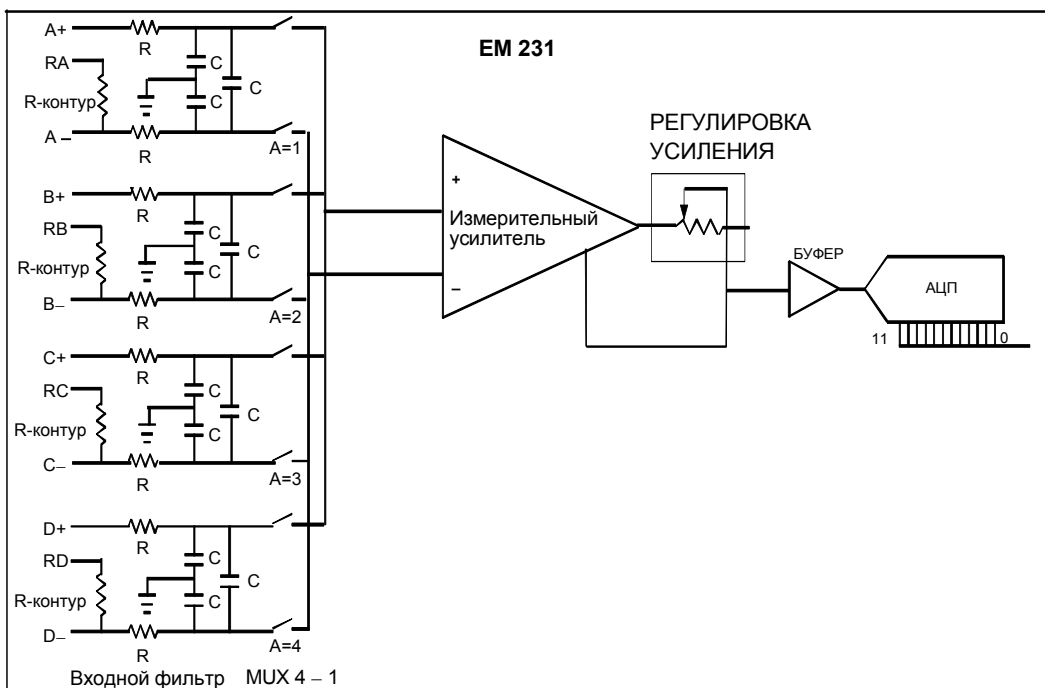 EM 231
A+
R
C
RA
C
R-контур
C
A–
R
A=1
B+
R
C
RB
C
R-контур
C
B–
R
A=2
C+
R
C
RC
C
R-контур
C
C–
R
A=3
D+
R
C
RD
C
R-контур
C
D–
R
A=4
Входной фильтр MUX 4 – 1
+
Измерительный
усилитель
–
РЕГУЛИРОВКА
УСИЛЕНИЯ
БУФЕР
АЦП
11 0